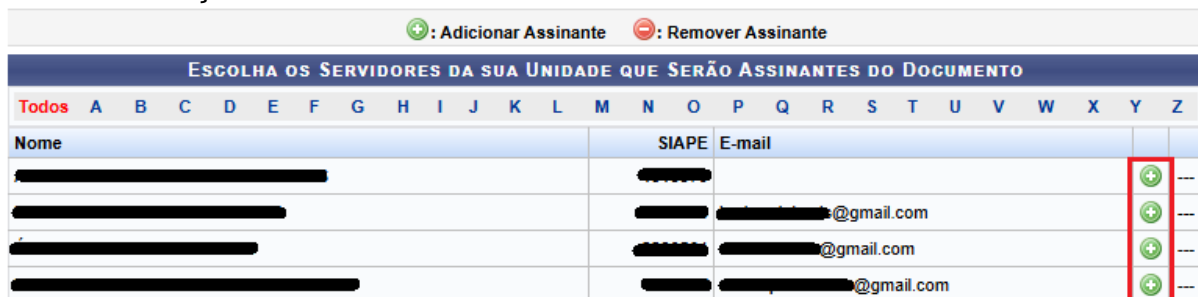 : Adicionar Assinante : Remover Assinante
ESCOLHA OS SERVIDORES DA SUA UNIDADE QUE SERÃO ASSINANTES DO DOCUMENTO
Todos A B C D E F G H I J K L M N O P Q R S T U V W X Y Z
Nome SIAPE E-mail
---
@gmail.com ---
@gmail.com ---
@gmail.com ---